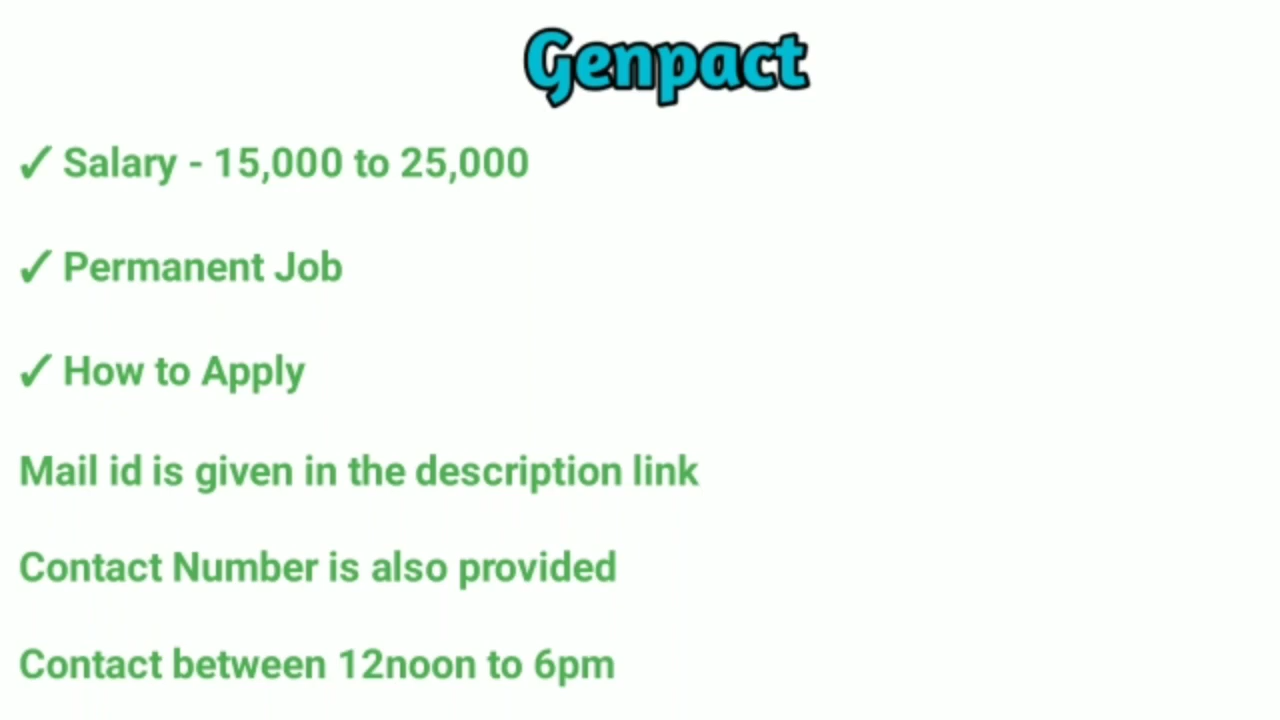 Genpact
✓ Salary - 15,000 to 25,000
✓ Permanent Job
✓ How to Apply
Mail id is given in the description link
Contact Number is also provided
Contact between 12noon to 6pm